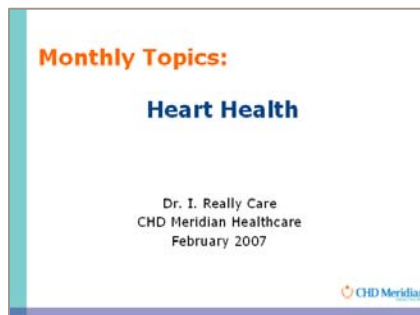 Monthly Topics:
Heart Health
Dr. I. Really Care
CHD Meridian Healthcare
February 2007
CHD Meridian